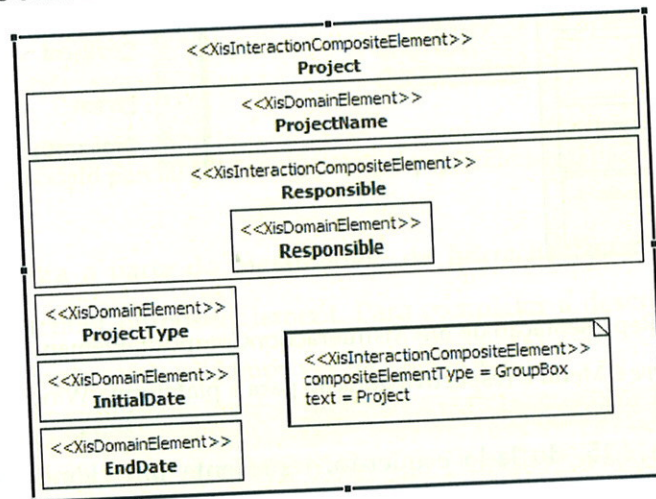 <<XisInteractionCompositeElement>>
Project
<<XisDomainElement>>
ProjectName
<<XisInteractionCompositeElement>>
Responsible
<<XisDomainElement>>
Responsible
<<XisDomainElement>>
ProjectType
<<XisDomainElement>>
InitialDate
<<XisDomainElement>>
EndDate
<<XisInteractionCompositeElement>>
compositeElementType = GroupBox
text = Project